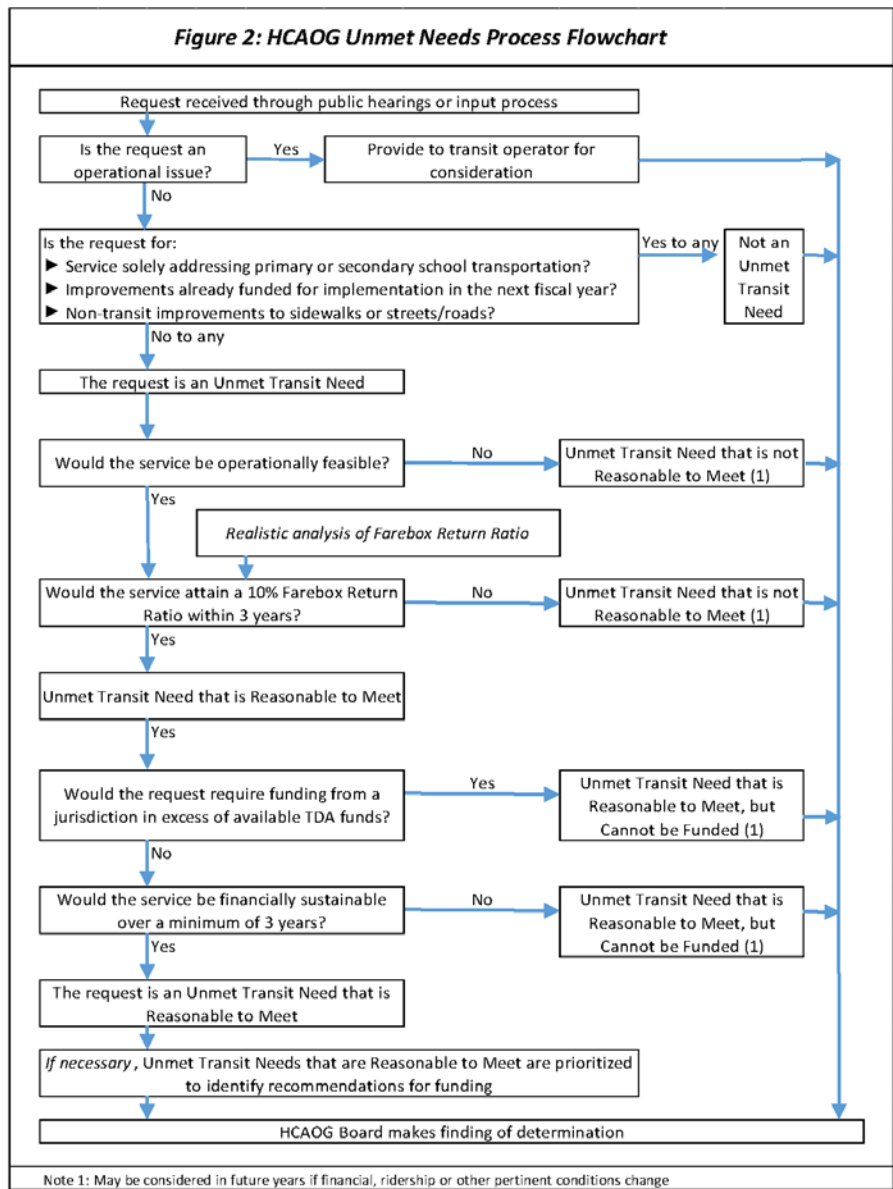 Figure 2: HCAOG Unmet Needs Process Flowchart
Request received through public hearings or input process
Is the request an
operational issue?
Yes
Provide to transit operator for
consideration
No
Is the request for:
► Service solely addressing primary or secondary school transportation?
► Improvements already funded for implementation in the next fiscal year?
► Non-transit improvements to sidewalks or streets/roads?
Yes to any
Not an
Unmet
Transit
Need
No to any
The request is an Unmet Transit Need
Would the service be operationally feasible?
No
Unmet Transit Need that is not
Reasonable to Meet (1)
Yes
Realistic analysis of Farebox Return Ratio
Would the service attain a 10% Farebox Return
Ratio within 3 years?
No
Unmet Transit Need that is not
Reasonable to Meet (1)
Yes
Unmet Transit Need that is Reasonable to Meet
Yes
Would the request require funding from a
jurisdiction in excess of available TDA funds?
Yes
Unmet Transit Need that is
Reasonable to Meet, but
Cannot be Funded (1)
No
Would the service be financially sustainable
over a minimum of 3 years?
No
Unmet Transit Need that is
Reasonable to Meet, but
Cannot be Funded (1)
Yes
The request is an Unmet Transit Need that is
Reasonable to Meet
If necessary, Unmet Transit Needs that are Reasonable to Meet are prioritized
to identify recommendations for funding
HCAOG Board makes finding of determination
Note 1: May be considered in future years if financial, ridership or other pertinent conditions change